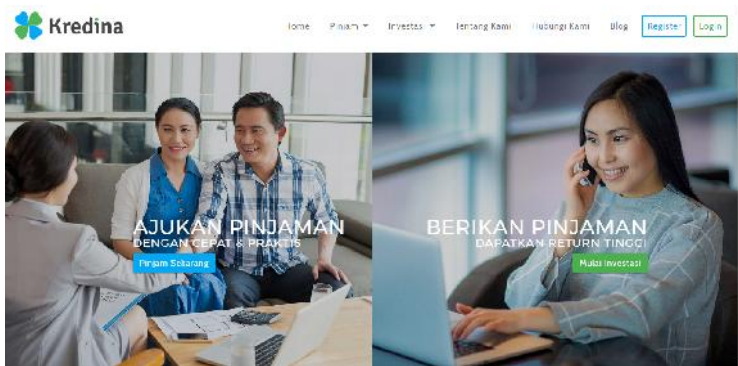 Kredina
Home Pinjam Investasi Tentang Kami Hubungi Kami Blog Register Login
AJUKAN PINJAMAN
DENGAN CEPAT & PRAKTIS
Pinjam Sekarang
BERIKAN PINJAMAN
DAPATKAN RETURN TINGGI
Mulai Investasi